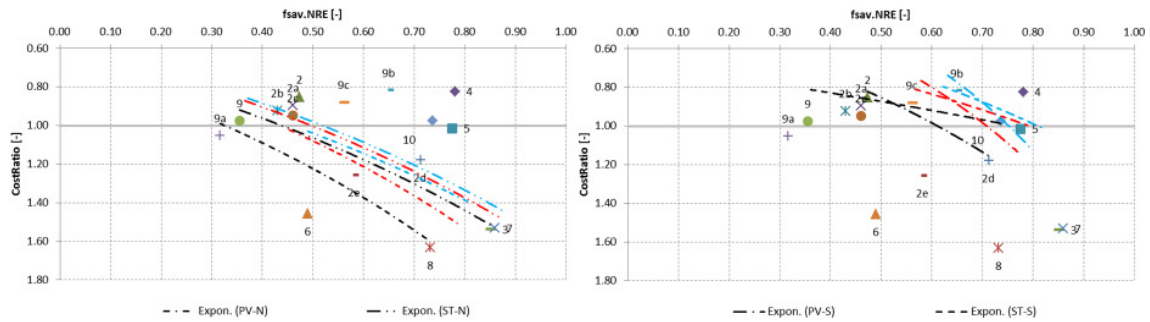 fsav.NRE [-]
0.00 0.10 0.20 0.30 0.40 0.50 0.60 0.70 0.80 0.90 1.00
0.60
0.80
1.00
1.20
1.40
1.60
1.80
CostRatio [-]
9b
4
2
9c
2a
2b
9
9a
5
10
2d
2e
6
3
7
8
Expon. (PV-N)
Expon. (ST-N)
fsav.NRE [-]
0.00 0.10 0.20 0.30 0.40 0.50 0.60 0.70 0.80 0.90 1.00
0.60
0.80
1.00
1.20
1.40
1.60
1.80
CostRatio [-]
9b
2
9c
4
2a
2b
9
9a
5
10
2d
2e
6
3
7
8
Expon. (PV-S)
Expon. (ST-S)